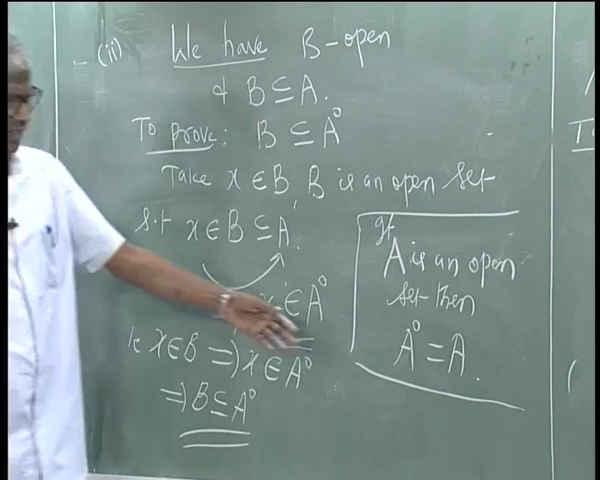 (ii) We have B-open
& B ⊆ A.
To prove: B ⊆ A°
Take x ∈ B, B is an open set
s.t x ∈ B ⊆ A.
x ∈ A°
ie x ∈ B ⇒ x ∈ A°
⇒ B ⊆ A°
If
A is an open
set then
A° = A.